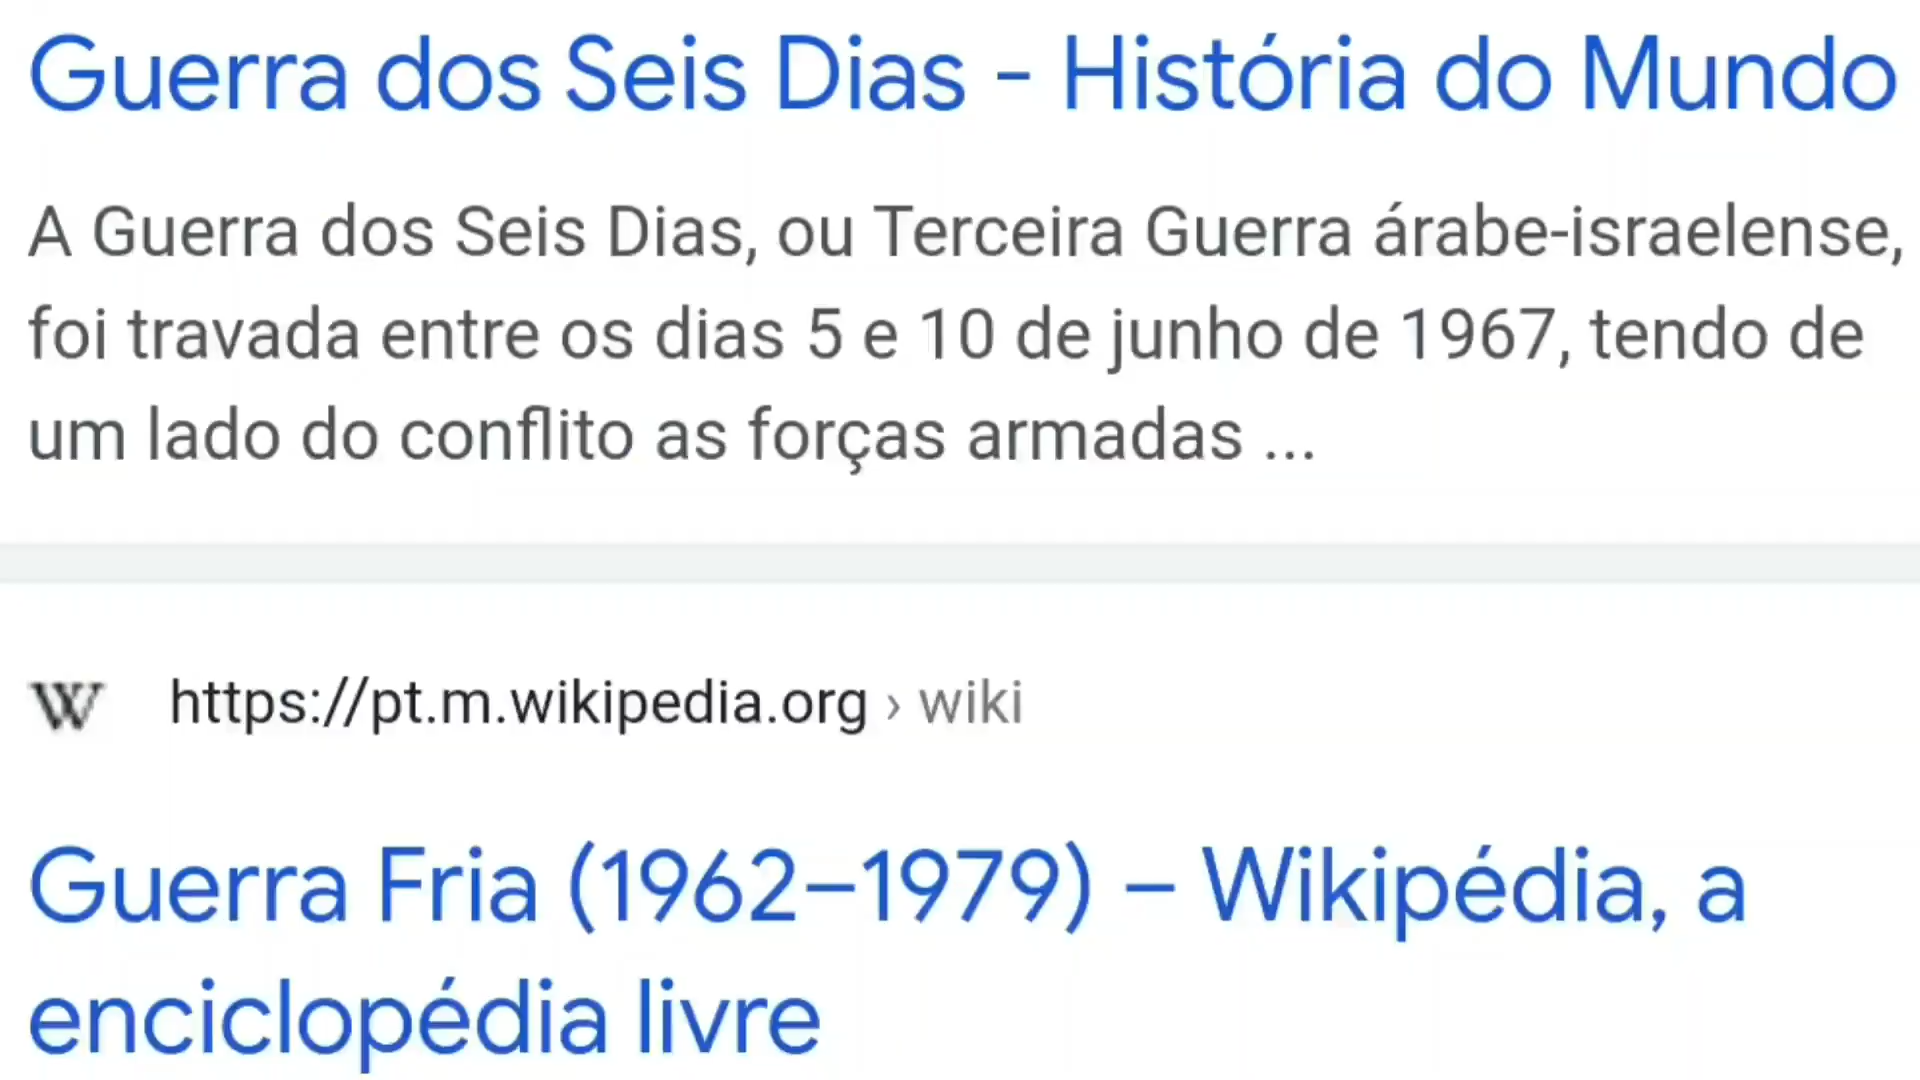 Guerra dos Seis Dias - História do Mundo
A Guerra dos Seis Dias, ou Terceira Guerra árabe-israelense,
foi travada entre os dias 5 e 10 de junho de 1967, tendo de
um lado do conflito as forças armadas ...
W https://pt.m.wikipedia.org › wiki
Guerra Fria (1962–1979) – Wikipédia, a
enciclopédia livre